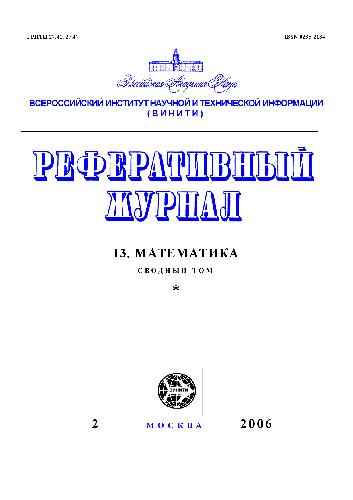 Российская Академия Наук
ВСЕРОССИЙСКИЙ ИНСТИТУТ НАУЧНОЙ И ТЕХНИЧЕСКОЙ ИНФОРМАЦИИ
( В И Н И Т И )
РЕФЕРАТИВНЫЙ
ЖУРНАЛ
13. МАТЕМАТИКА
СВОДНЫЙ ТОМ
*
ВИНИТИ
2 МОСКВА 2006